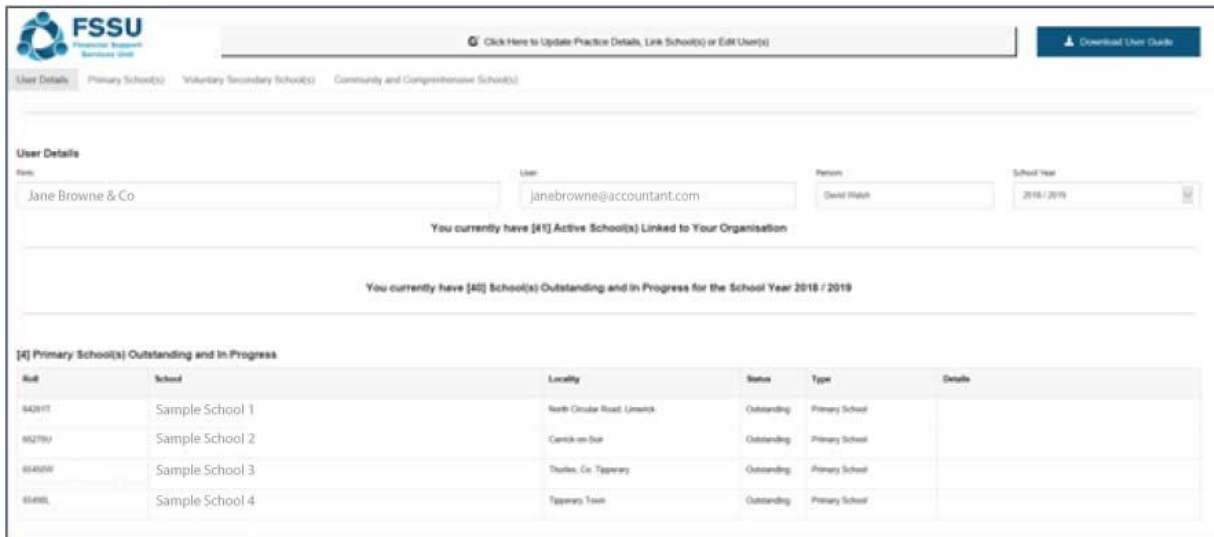 FSSU
Financial Support
Services Unit
Click Here to Update Practice Details, Link School(s) or Edit User(s)
Download User Guide
User Details Primary School(s) Voluntary Secondary School(s) Community and Comprehensive School(s)
User Details
Firm: User Person School Year
Jane Browne & Co janebrowne@accountant.com David Walsh 2018 / 2019
You currently have [41] Active School(s) Linked to Your Organisation
You currently have [40] School(s) Outstanding and In Progress for the School Year 2018 / 2019
[4] Primary School(s) Outstanding and In Progress
Roll School Locality Status Type Details
Sample School 1 North Circular Road, Limerick Outstanding Primary School
Sample School 2 Carrick-on-Suir Outstanding Primary School
Sample School 3 Thurles, Co. Tipperary Outstanding Primary School
Sample School 4 Tipperary Town Outstanding Primary School